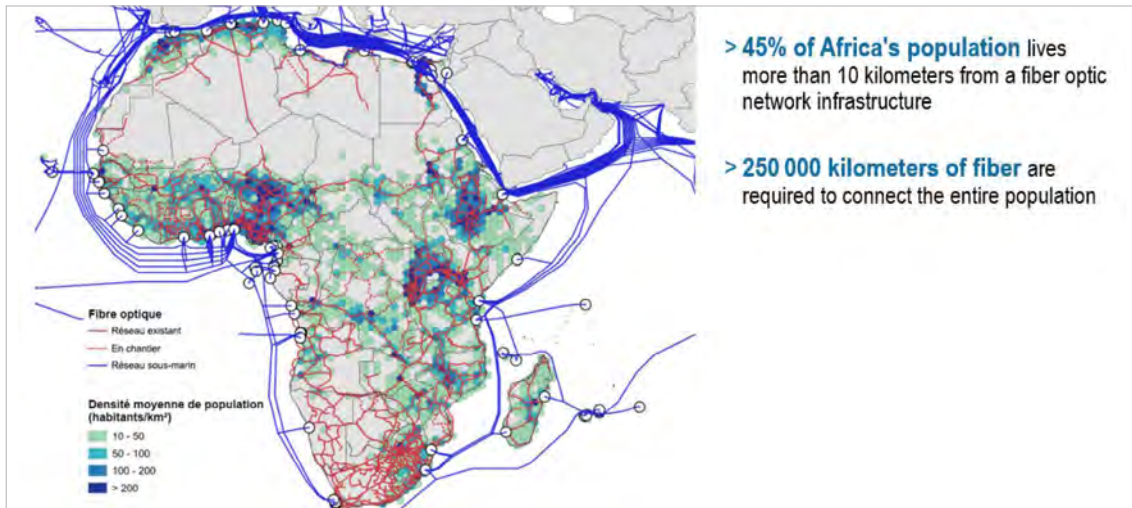 > 45% of Africa's population lives
more than 10 kilometers from a fiber optic
network infrastructure
> 250 000 kilometers of fiber are
required to connect the entire population
Fibre optique
Réseau existant
En chantier
Réseau sous-marin
Densité moyenne de population
(habitants/km²)
10 - 50
50 - 100
100 - 200
> 200